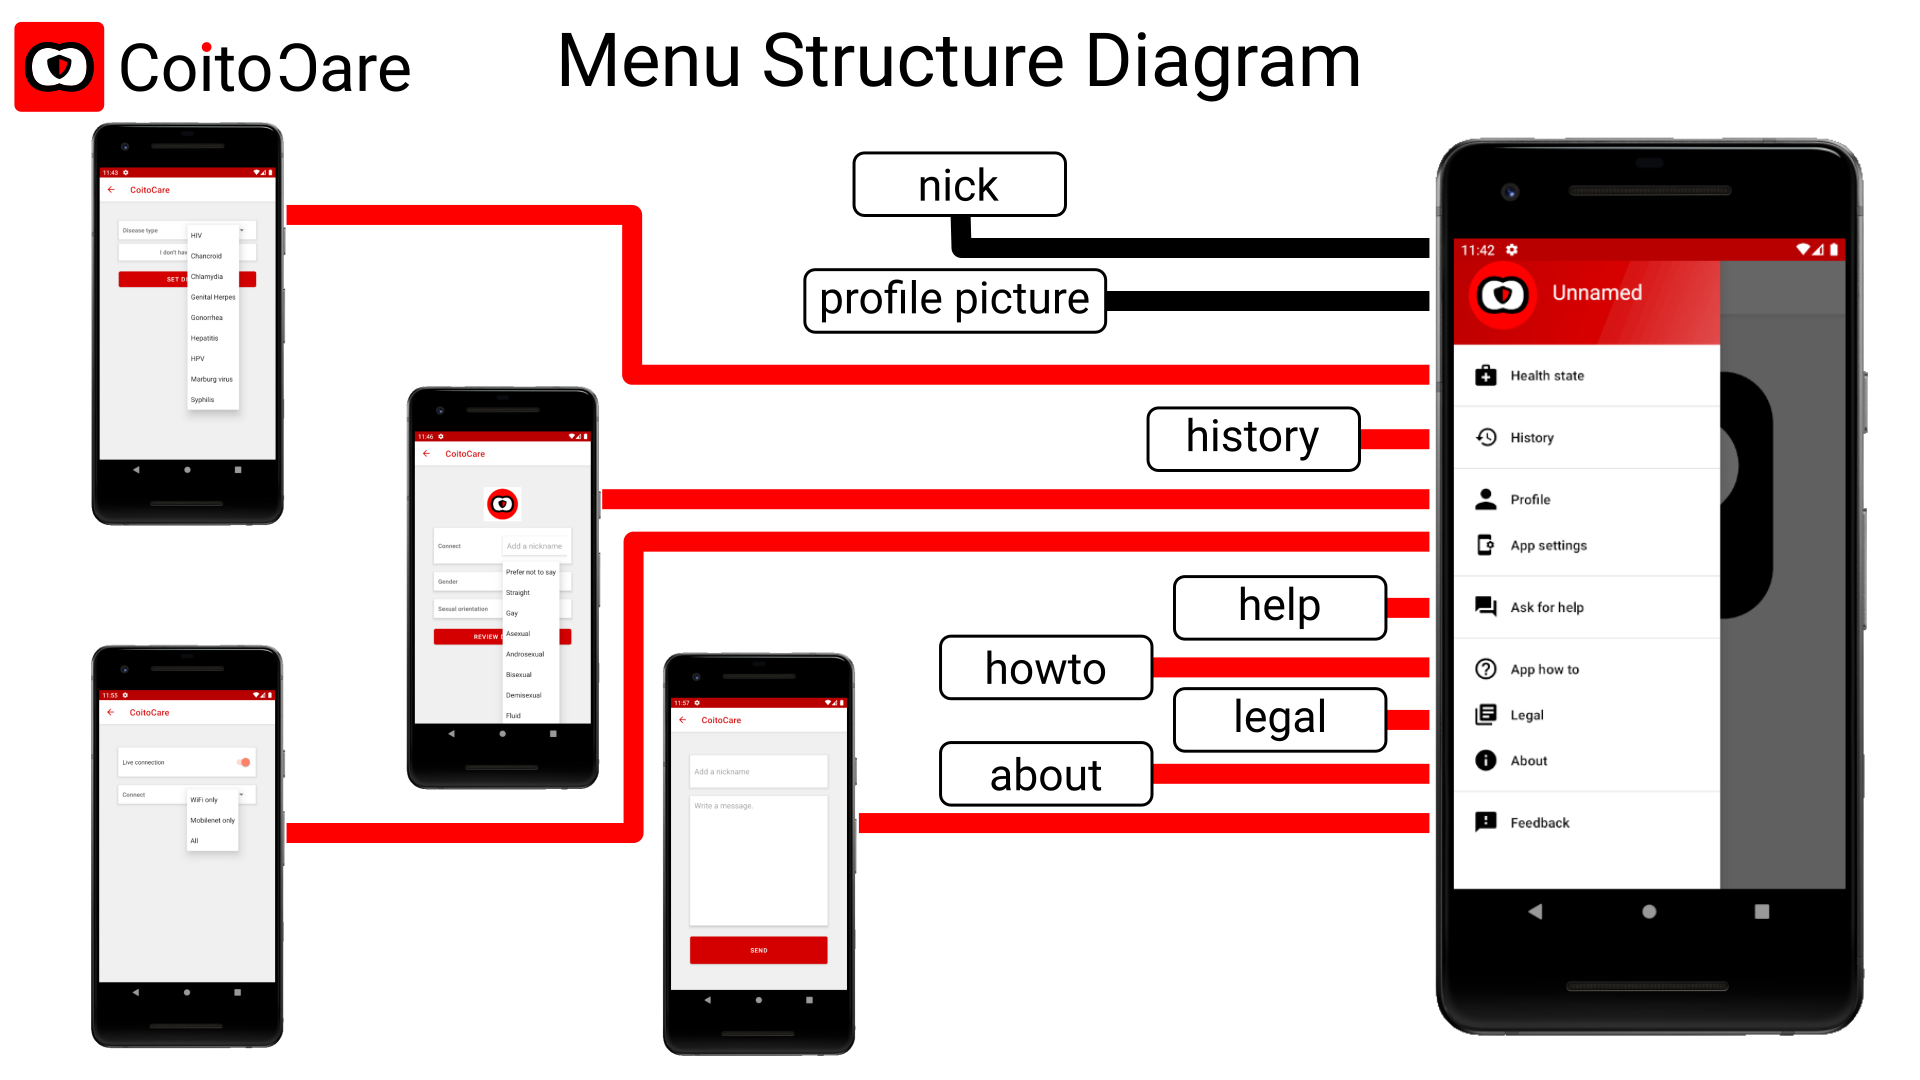 CoitoCare
Menu Structure Diagram
11:43
CoitoCare
Disease type
I don't hav
SET D
HIV
Chancroid
Chlamydia
Genital Herpes
Gonorrhea
Hepatitis
HPV
Marburg virus
Syphilis
11:46
CoitoCare
Connect
Add a nickname
Gender
Sexual orientation
REVIEW
Prefer not to say
Straight
Gay
Asexual
Androsexual
Bisexual
Demisexual
Fluid
11:55
CoitoCare
Live connection
Connect
WiFi only
Mobilenet only
All
11:57
CoitoCare
Add a nickname
Write a message.
SEND
nick
profile picture
history
help
howto
legal
about
11:42
Unnamed
Health state
History
Profile
App settings
Ask for help
App how to
Legal
About
Feedback